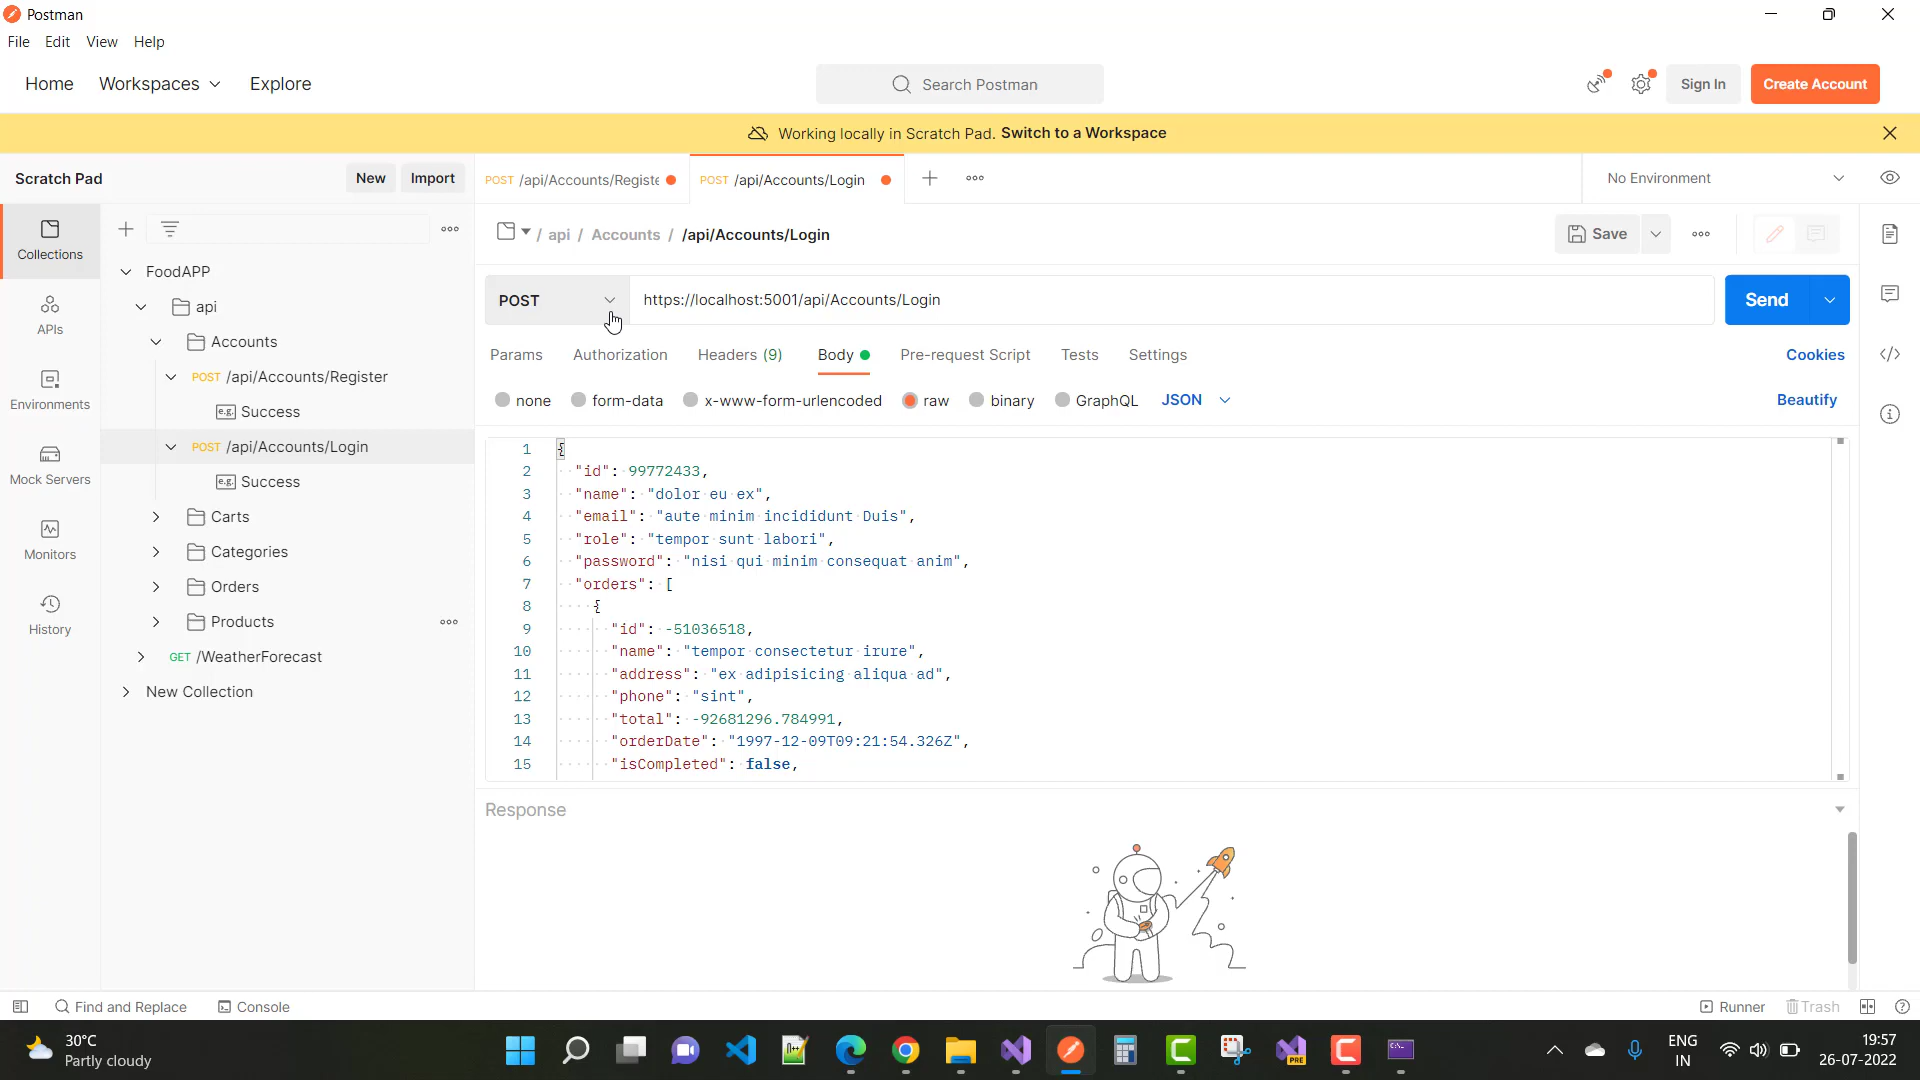 Postman
File Edit View Help
Home Workspaces Explore
Search Postman
Sign In
Create Account
Working locally in Scratch Pad. Switch to a Workspace
Scratch Pad
New
Import
POST /api/Accounts/Registe
POST /api/Accounts/Login
No Environment
Collections
APIs
Environments
Mock Servers
Monitors
History
FoodAPP
api
Accounts
POST /api/Accounts/Register
e.g. Success
POST /api/Accounts/Login
e.g. Success
Carts
Categories
Orders
Products
GET /WeatherForecast
New Collection
/ api / Accounts / /api/Accounts/Login
Save
POST
https://localhost:5001/api/Accounts/Login
Send
Params Authorization Headers (9) Body Pre-request Script Tests Settings
Cookies
none form-data x-www-form-urlencoded raw binary GraphQL JSON
Beautify
1 {
2 "id": 99772433,
3 "name": "dolor eu ex",
4 "email": "aute minim incididunt Duis",
5 "role": "tempor sunt labori",
6 "password": "nisi qui minim consequat anim",
7 "orders": [
8 {
9 "id": -51036518,
10 "name": "tempor consectetur irure",
11 "address": "ex adipisicing aliqua ad",
12 "phone": "sint",
13 "total": -92681296.784991,
14 "orderDate": "1997-12-09T09:21:54.326Z",
15 "isCompleted": false,
Response
Find and Replace
Console
Runner
Trash
30°C
Partly cloudy
PRE
ENG
IN
19:57
26-07-2022